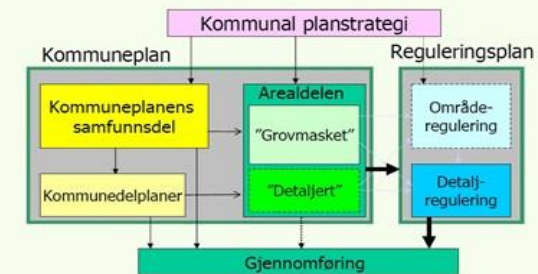 Kommunal planstrategi
Kommuneplan
Reguleringsplan
Kommuneplanens
samfunnsdel
Arealdelen
"Grovmasket"
Område-
regulering
Kommunedelplaner
"Detaljert"
Detalj-
regulering
Gjennomføring